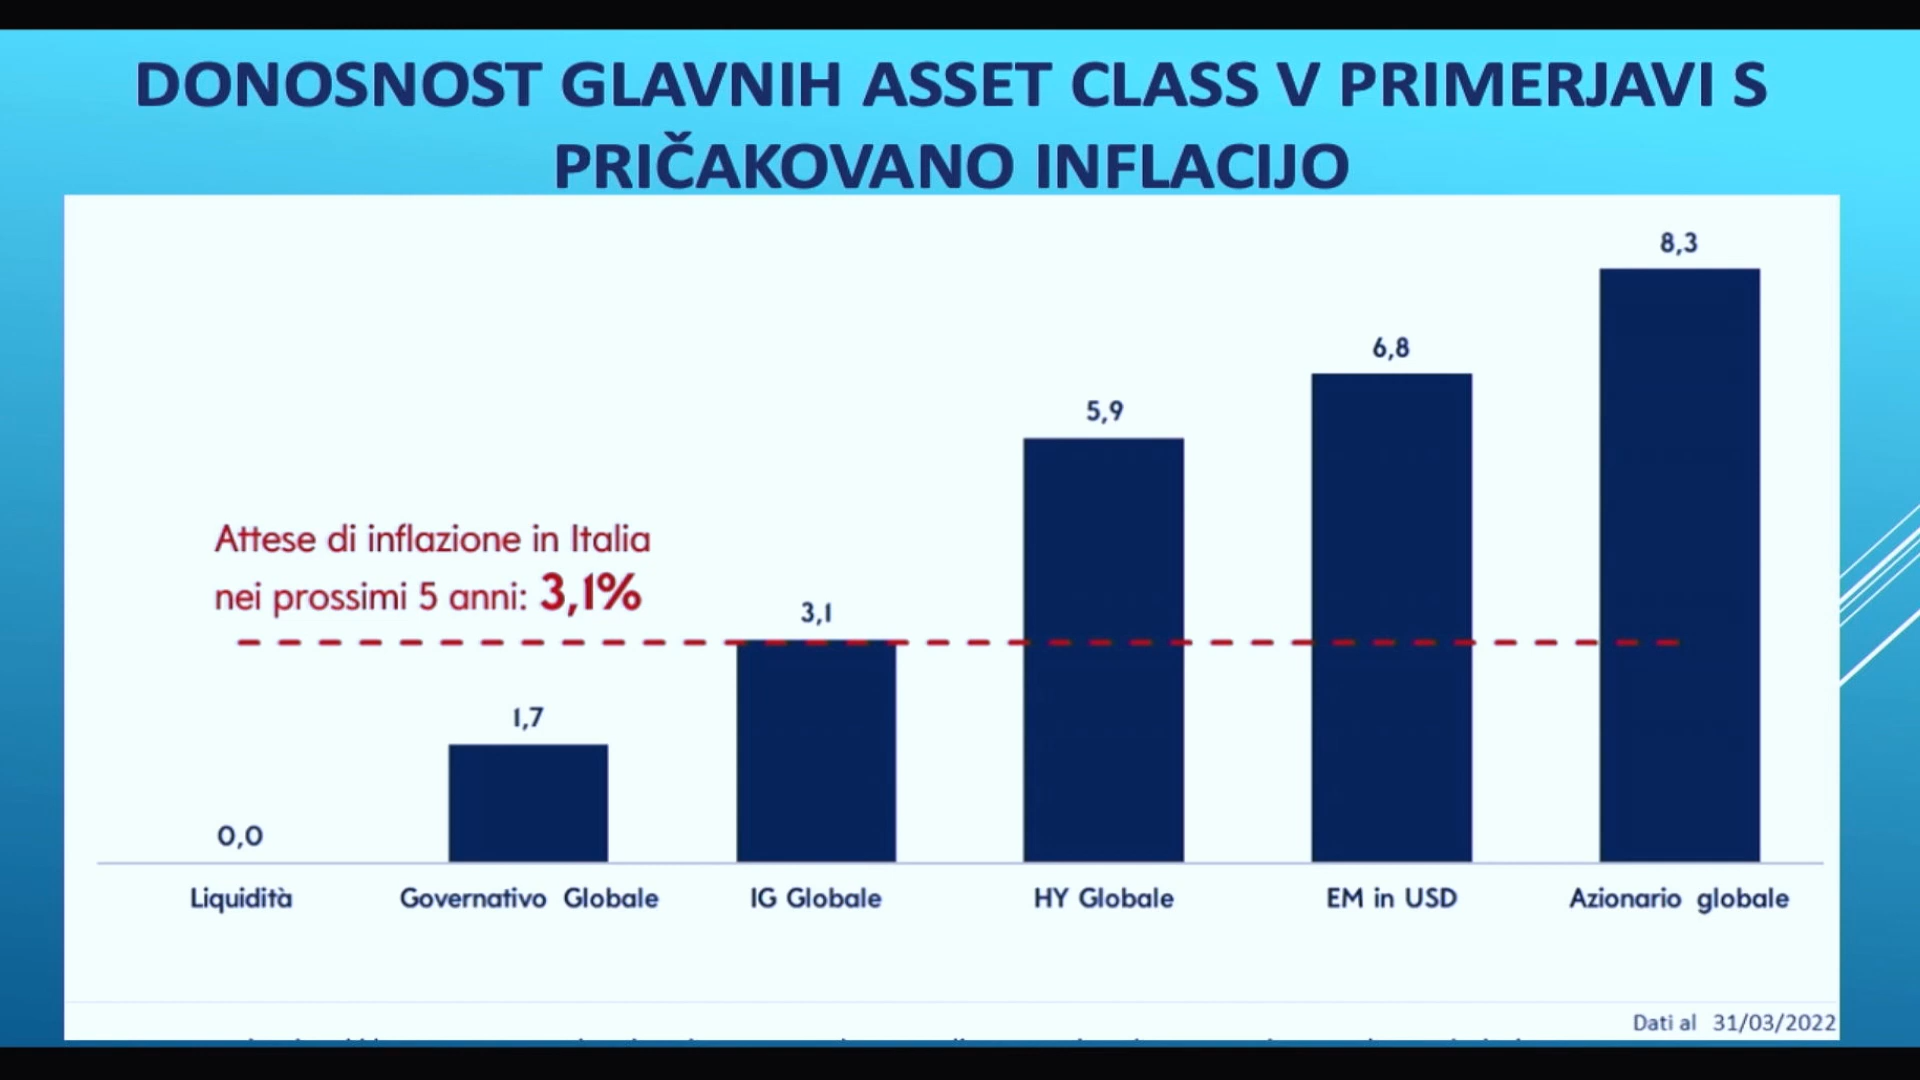 DONOSNOST GLAVNIH ASSET CLASS V PRIMERJAVI S
PRIČAKOVANO INFLACIJO
8,3
6,8
5,9
Attese di inflazione in Italia
nei prossimi 5 anni: 3,1%
3,1
1,7
0,0
Liquidità Governativo Globale IG Globale HY Globale EM in USD Azionario globale
Dati al 31/03/2022